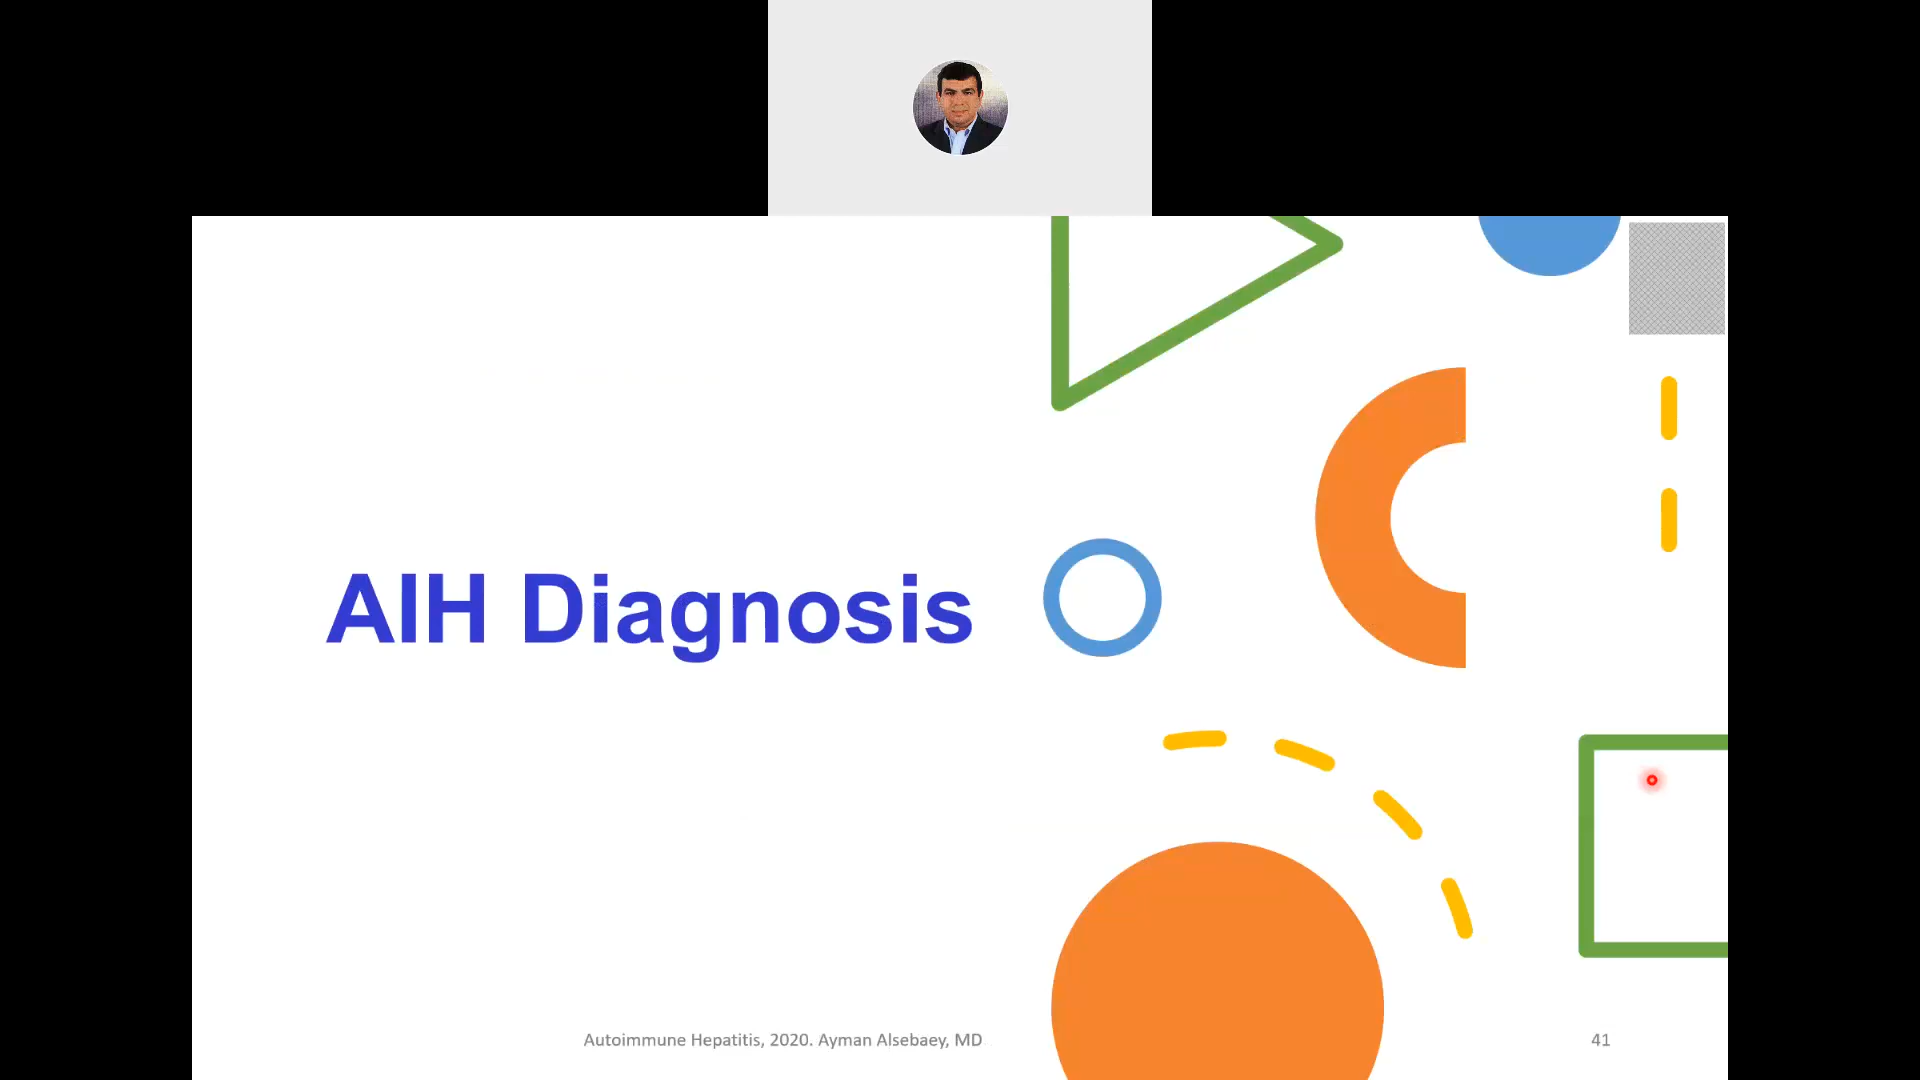 AIH Diagnosis
Autoimmune Hepatitis, 2020. Ayman Alsebaey, MD
41